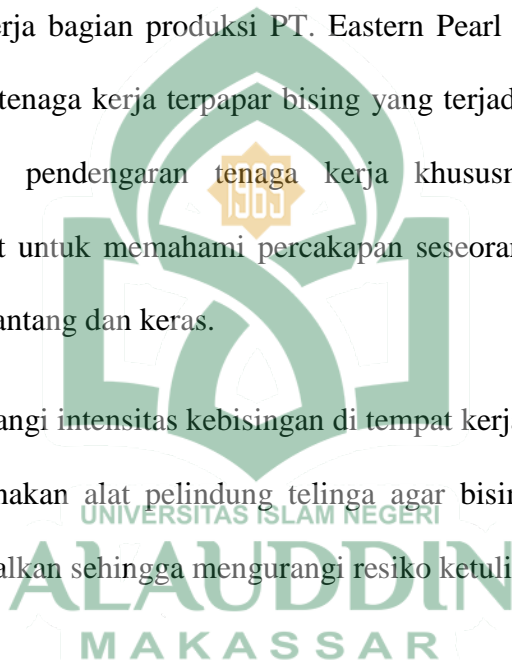 erja bagian produksi PT. Eastern Pearl
tenaga kerja terpapar bising yang terjad
1965
pendengaran tenaga kerja khususn
t untuk memahami percakapan seseoran
antang dan keras.
angi intensitas kebisingan di tempat kerja
nakan alat pelindung telinga agar bisin
UNIVERSITAS ISLAM NEGERI
alkan sehingga mengurangi resiko ketuli
ALAUDDIN
MAKASSAR